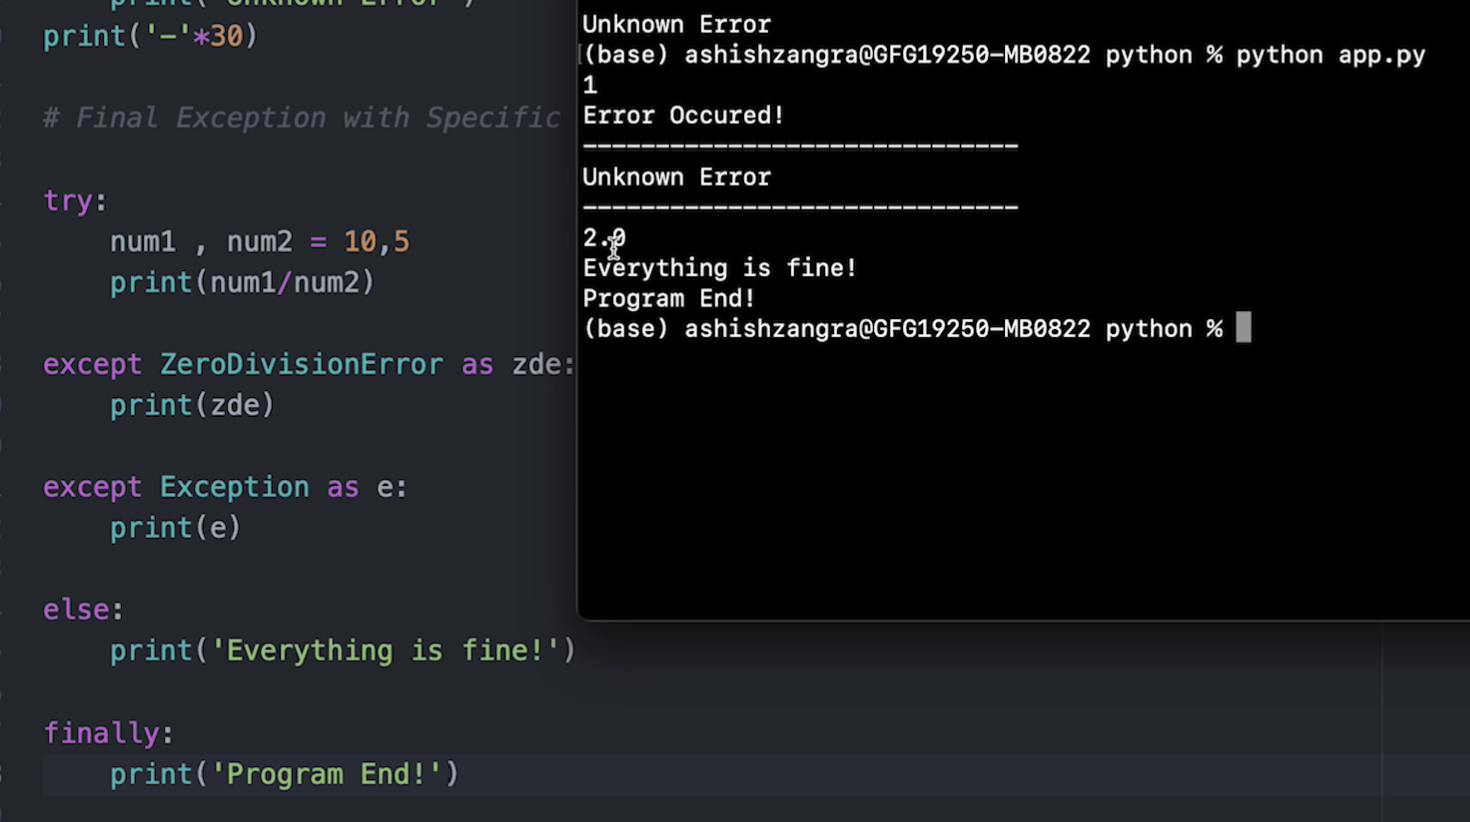 print('Unknown Error')
print('-'*30)
# Final Exception with Specific
try:
num1 , num2 = 10,5
print(num1/num2)
except ZeroDivisionError as zde:
print(zde)
except Exception as e:
print(e)
else:
print('Everything is fine!')
finally:
print('Program End!')
Unknown Error
(base) ashishzangra@GFG19250-MB0822 python % python app.py
1
Error Occured!
------------------------------
Unknown Error
------------------------------
2.0
Everything is fine!
Program End!
(base) ashishzangra@GFG19250-MB0822 python %